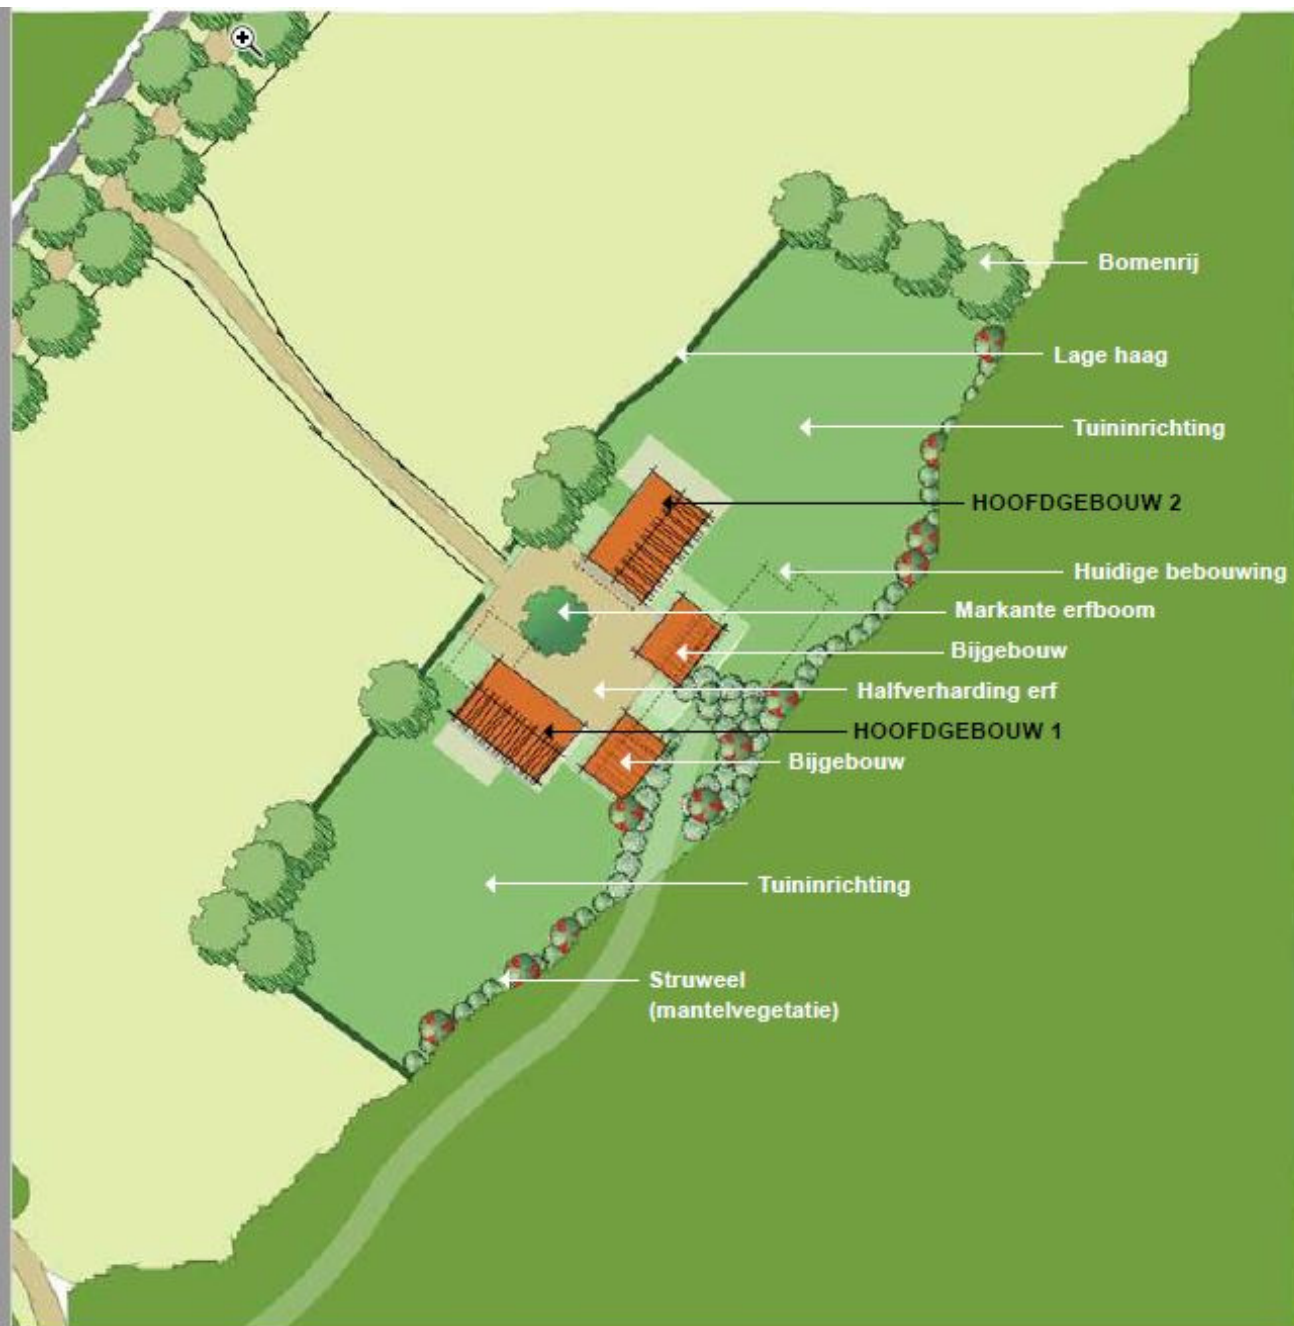 Bomenrij
Lage haag
Tuininrichting
HOOFDGEBOUW 2
Huidige bebouwing
Markante erfboom
Bijgebouw
Halfverharding erf
HOOFDGEBOUW 1
Bijgebouw
Tuininrichting
Struweel
(mantelvegetatie)